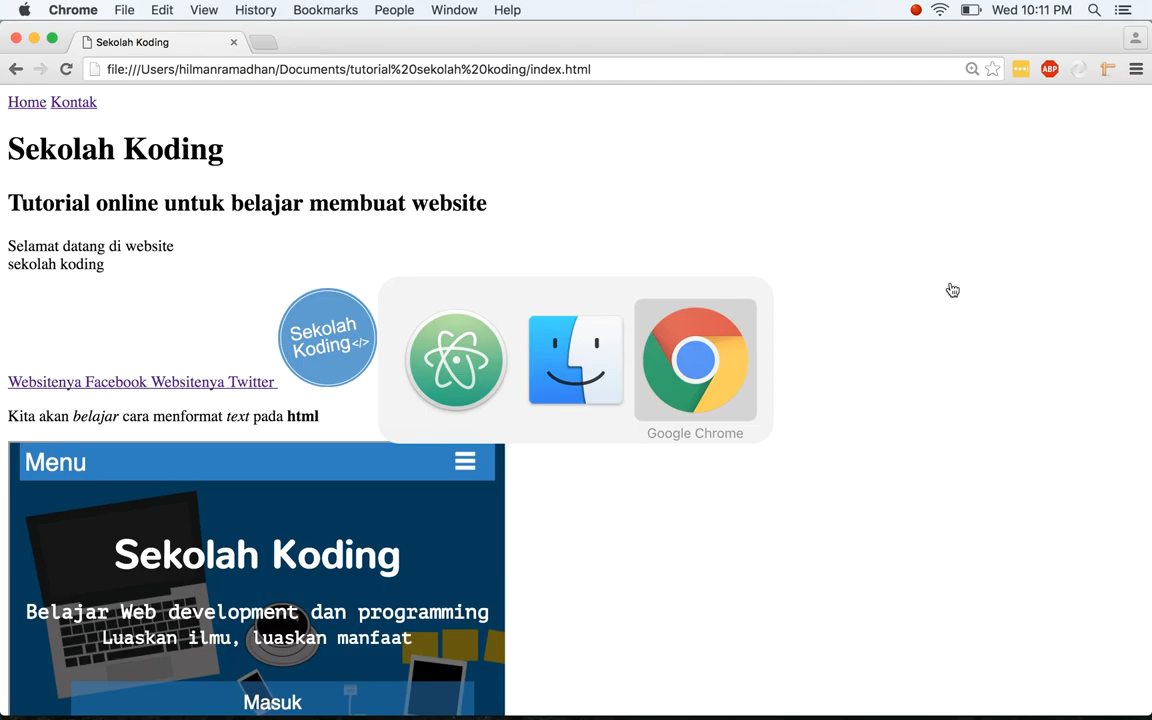 Chrome File Edit View History Bookmarks People Window Help Wed 10:11 PM
Sekolah Koding
file:///Users/hilmanramadhan/Documents/tutorial%20sekolah%20koding/index.html
ABP
Home Kontak
Sekolah Koding
Tutorial online untuk belajar membuat website
Selamat datang di website
sekolah koding
Sekolah
Koding</>
Websitenya Facebook Websitenya Twitter
Google Chrome
Kita akan belajar cara menformat text pada html
Menu
Sekolah Koding
Belajar Web development dan programming
Luaskan ilmu, luaskan manfaat
Masuk